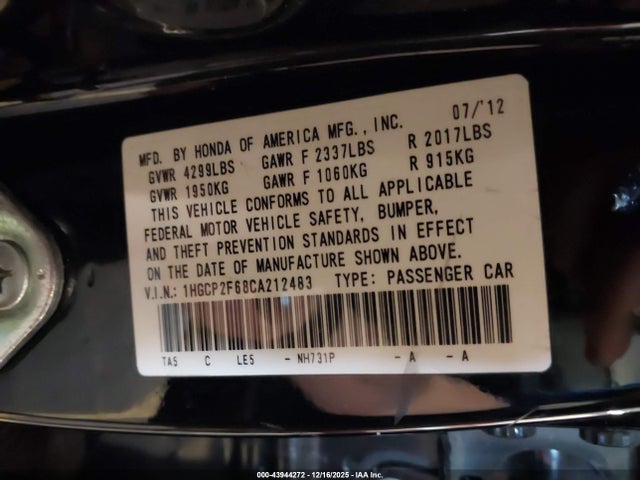 07/'12
MFD. BY HONDA OF AMERICA MFG., INC.
GVWR 4299LBS GAWR F 2337LBS R 2017LBS
GVWR 1950KG GAWR F 1060KG R 915KG
THIS VEHICLE CONFORMS TO ALL APPLICABLE
FEDERAL MOTOR VEHICLE SAFETY, BUMPER,
AND THEFT PREVENTION STANDARDS IN EFFECT
ON THE DATE OF MANUFACTURE SHOWN ABOVE.
V.I.N.: 1HGCP2F68CA212483 TYPE: PASSENGER CAR
TA5 C LE5 - NH731P - A - A
000-43944272 - 12/16/2025 - IAA Inc.